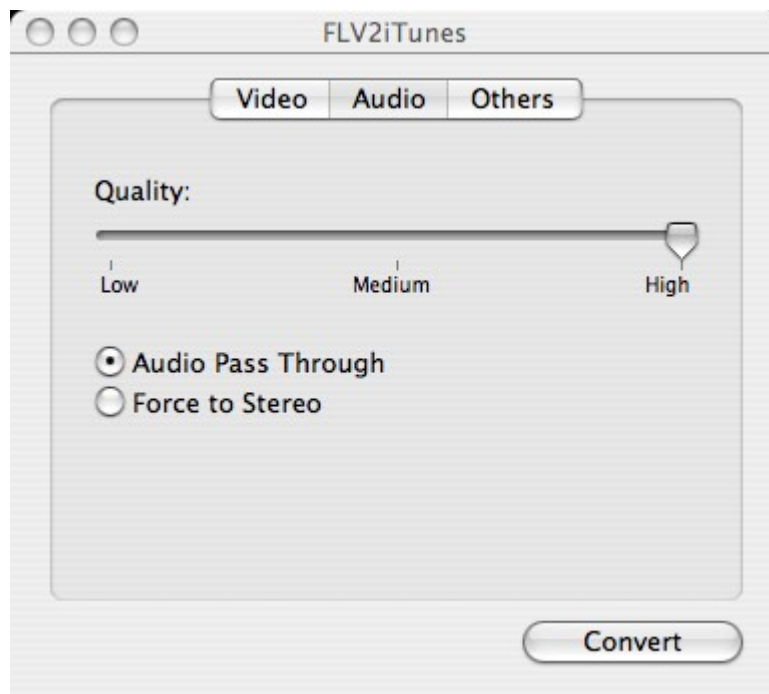 FLV2iTunes
Video Audio Others
Quality:
Low Medium High
Audio Pass Through
Force to Stereo
Convert